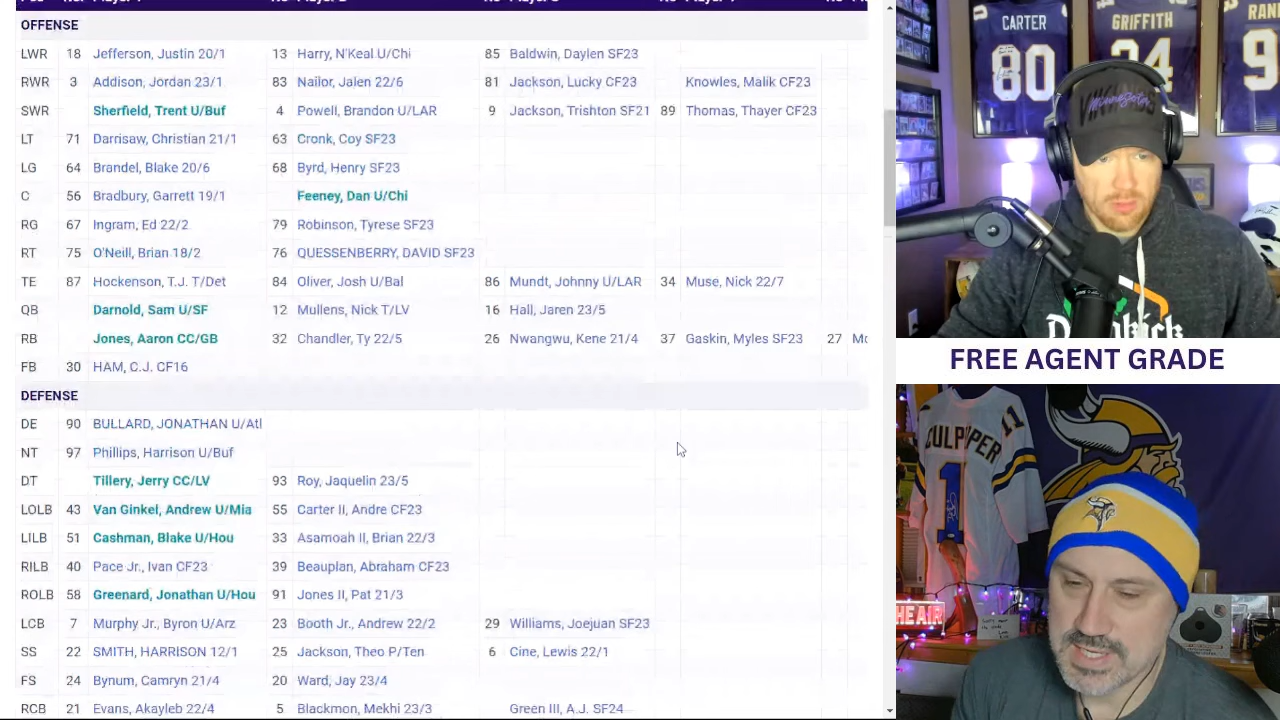 OFFENSE
LWR 18 Jefferson, Justin 20/1 13 Harry, N'Keal U/Chi 85 Baldwin, Daylen SF23
RWR 3 Addison, Jordan 23/1 83 Nailor, Jalen 22/6 81 Jackson, Lucky CF23 Knowles, Malik CF23
SWR Sherfield, Trent U/Buf 4 Powell, Brandon U/LAR 9 Jackson, Trishton SF21 89 Thomas, Thayer CF23
LT 71 Darrisaw, Christian 21/1 63 Cronk, Coy SF23
LG 64 Brandel, Blake 20/6 68 Byrd, Henry SF23
C 56 Bradbury, Garrett 19/1 Feeney, Dan U/Chi
RG 67 Ingram, Ed 22/2 79 Robinson, Tyrese SF23
RT 75 O'Neill, Brian 18/2 76 QUESSENBERRY, DAVID SF23
TE 87 Hockenson, T.J. T/Det 84 Oliver, Josh U/Bal 86 Mundt, Johnny U/LAR 34 Muse, Nick 22/7
QB Darnold, Sam U/SF 12 Mullens, Nick T/LV 16 Hall, Jaren 23/5
RB Jones, Aaron CC/GB 32 Chandler, Ty 22/5 26 Nwangwu, Kene 21/4 37 Gaskin, Myles SF23 27 Mc
FB 30 HAM, C.J. CF16
DEFENSE
DE 90 BULLARD, JONATHAN U/Atl
NT 97 Phillips, Harrison U/Buf
DT Tillery, Jerry CC/LV 93 Roy, Jaquelin 23/5
LOLB 43 Van Ginkel, Andrew U/Mia 55 Carter II, Andre CF23
LILB 51 Cashman, Blake U/Hou 33 Asamoah II, Brian 22/3
RILB 40 Pace Jr., Ivan CF23 39 Beauplan, Abraham CF23
ROLB 58 Greenard, Jonathan U/Hou 91 Jones II, Pat 21/3
LCB 7 Murphy Jr., Byron U/Arz 23 Booth Jr., Andrew 22/2 29 Williams, Joejuan SF23
SS 22 SMITH, HARRISON 12/1 25 Jackson, Theo P/Ten 6 Cine, Lewis 22/1
FS 24 Bynum, Camryn 21/4 20 Ward, Jay 23/4
RCB 21 Evans, Akayleb 22/4 5 Blackmon, Mekhi 23/3 Green III, A.J. SF24
CARTER
80
GRIFFITH
24
RAN
Minnesota
FREE AGENT GRADE
11
CULPEPPER
HE AIR